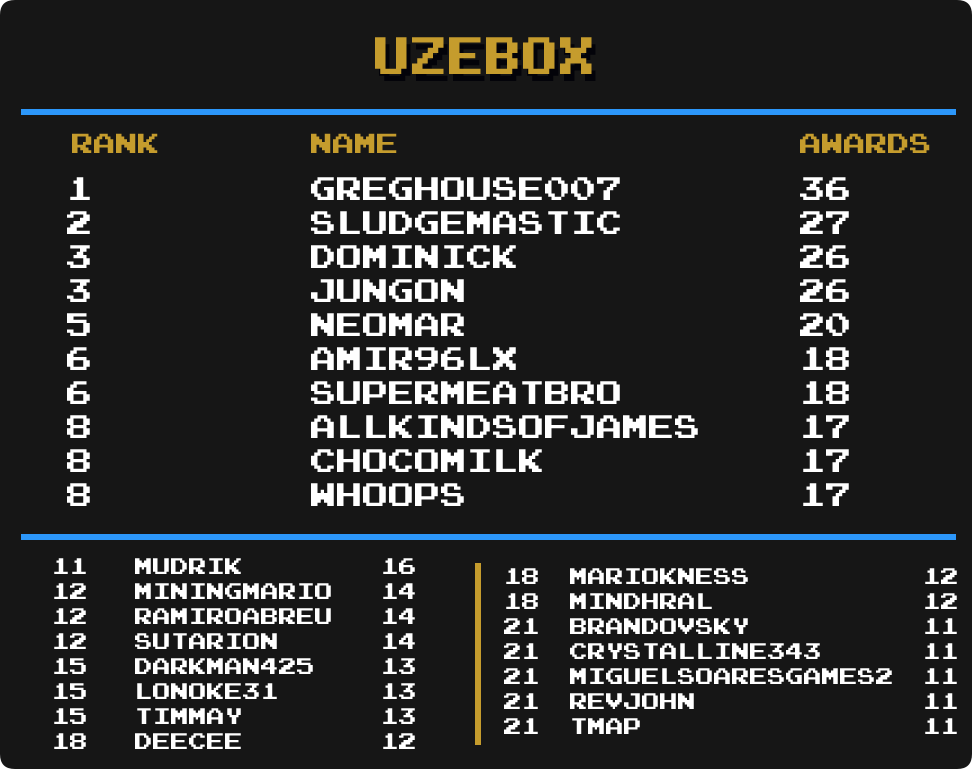 UZEBOX
RANK NAME AWARDS
1 GREGHOUSE007 36
2 SLUDGEMASTIC 27
3 DOMINICK 26
3 JUNGON 26
5 NEOMAR 20
6 AMIR96LX 18
6 SUPERMEATBRO 18
8 ALLKINDSOFJAMES 17
8 CHOCOMILK 17
8 WHOOPS 17
11 MUDRIK 16
12 MININGMARIO 14
12 RAMIROABREU 14
12 SUTARION 14
15 DARKMAN425 13
15 LONOKE31 13
15 TIMMAY 13
18 DEECEE 12
18 MARIOKNESS 12
18 MINDHRAL 12
21 BRANDOVSKY 11
21 CRYSTALLINE343 11
21 MIGUELSOARESGAMES2 11
21 REVJOHN 11
21 TMAP 11